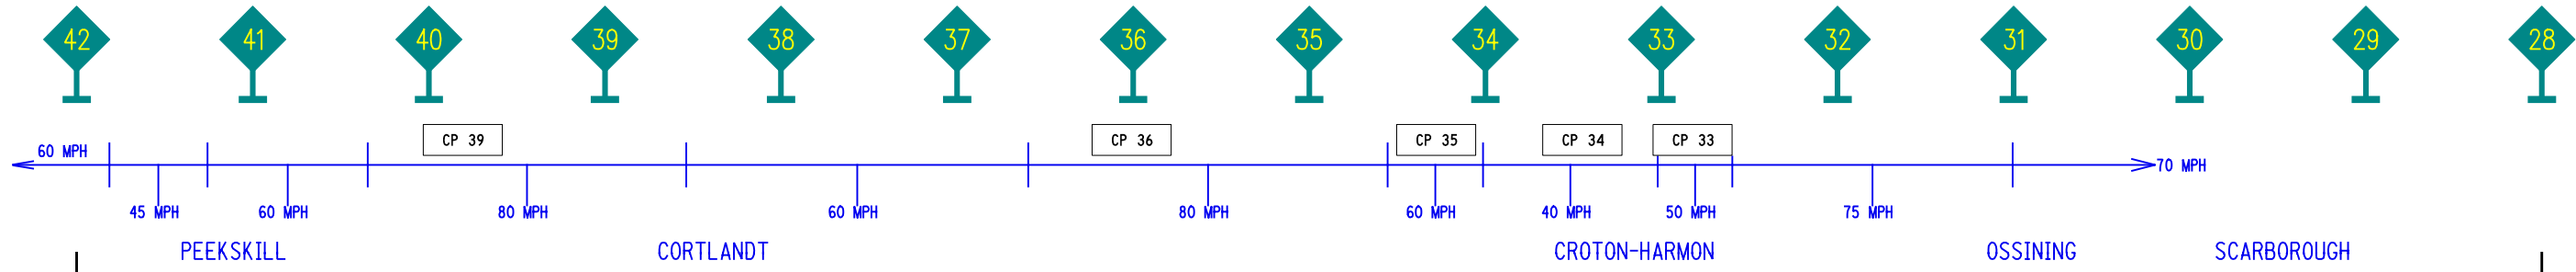 42 41 40 39 38 37 36 35 34 33 32 31 30 29 28
CP 39 CP 36 CP 35 CP 34 CP 33
60 MPH
70 MPH
45 MPH 60 MPH 80 MPH 60 MPH 80 MPH 60 MPH 40 MPH 50 MPH 75 MPH
PEEKSKILL CORTLANDT CROTON-HARMON OSSINING SCARBOROUGH